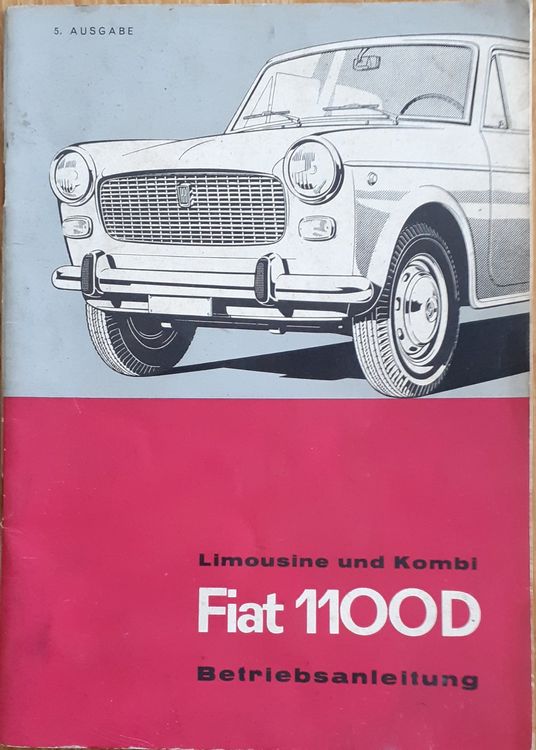 5. AUSGABE
Limousine und Kombi
Fiat 1100D
Betriebsanleitung